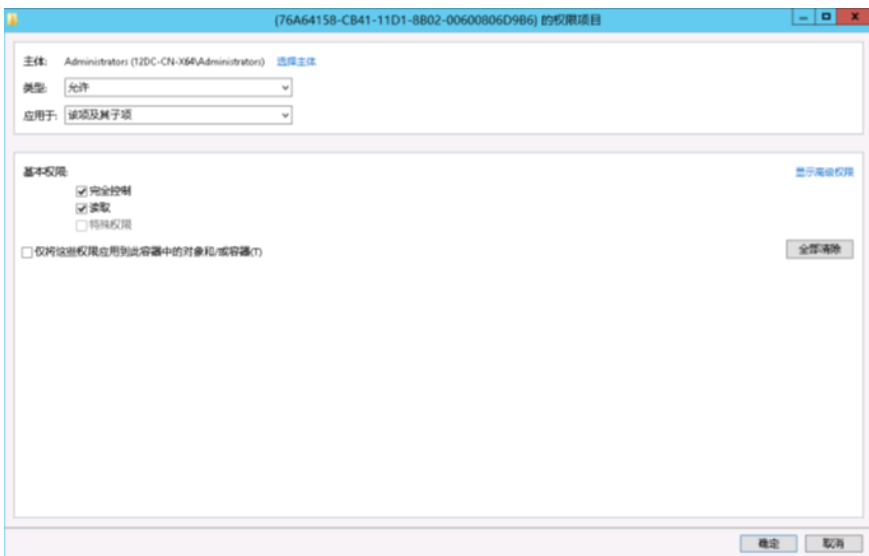 {76A64158-CB41-11D1-8B02-00600806D9B6} 的权限项目
主体: Administrators (12DC-CN-X64\Administrators) 选择主体
类型: 允许
应用于: 该项及其子项
基本权限: 显示高级权限
完全控制
读取
特殊权限
仅将这些权限应用到此容器中的对象和/或容器(T) 全部清除
确定 取消